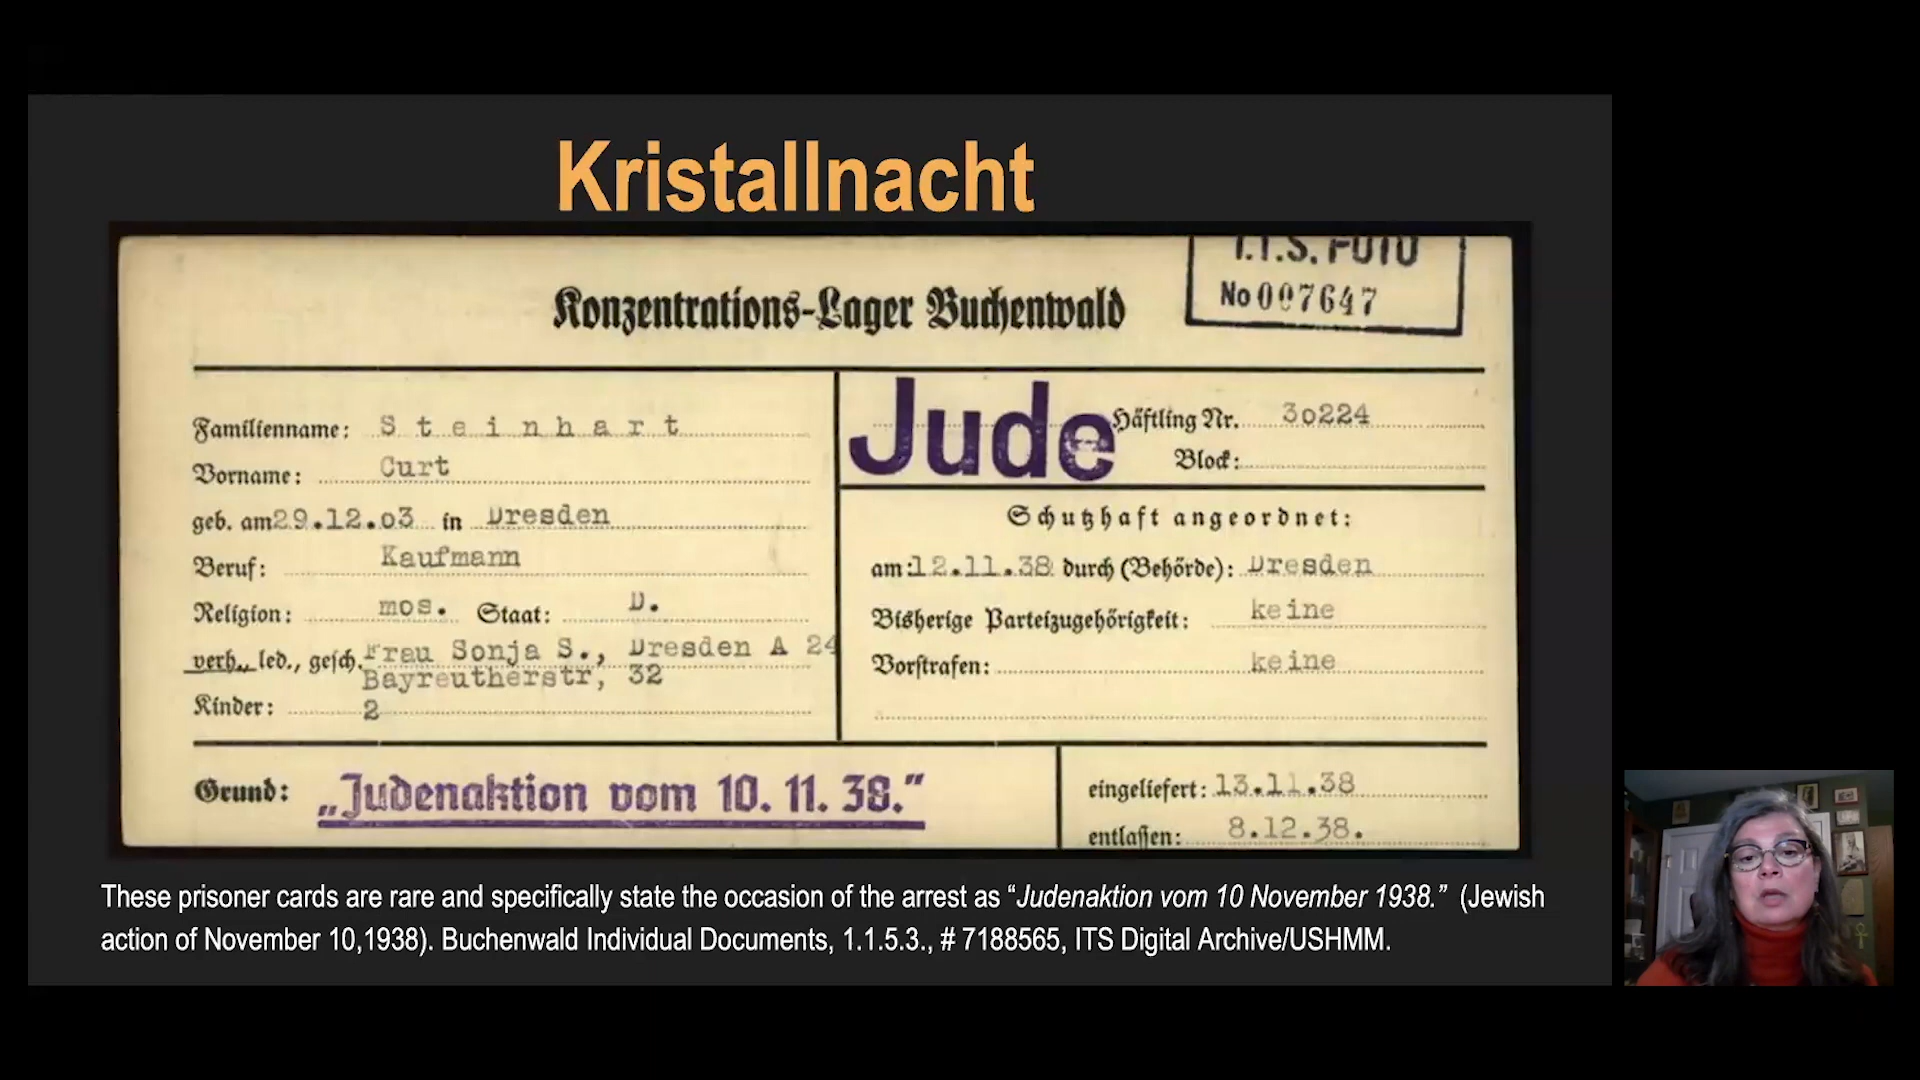 Kristallnacht
I.T.S. FOTO
No 007647
Konzentrations-Lager Buchenwald
Familienname: Steinhart
Vorname: Curt
geb. am 29.12.03 in Dresden
Beruf: Kaufmann
Religion: mos. Staat: D.
verh., led., gesch. Frau Sonja S., Dresden A 24
Bayreutherstr, 32
Kinder: 2
Jude
Häftling Nr. 30224
Block:
Schutzhaft angeordnet:
am: 12.11.38 durch (Behörde): Dresden
Bisherige Parteizugehörigkeit: keine
Vorstrafen: keine
Grund: „Judenaktion vom 10. 11. 38.“
eingeliefert: 13.11.38
entlassen: 8.12.38.
These prisoner cards are rare and specifically state the occasion of the arrest as “Judenaktion vom 10 November 1938.” (Jewish
action of November 10,1938). Buchenwald Individual Documents, 1.1.5.3., # 7188565, ITS Digital Archive/USHMM.